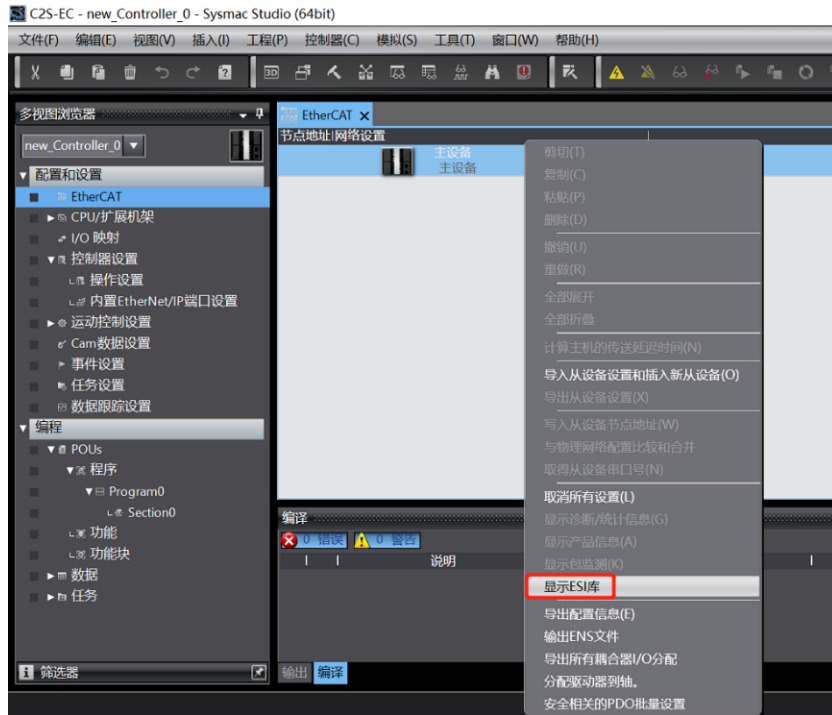 C2S-EC - new_Controller_0 - Sysmac Studio (64bit)
文件(F) 编辑(E) 视图(V) 插入(I) 工程(P) 控制器(C) 模拟(S) 工具(T) 窗口(W) 帮助(H)
多视图浏览器
new_Controller_0
配置和设置
EtherCAT
CPU/扩展机架
I/O 映射
控制器设置
操作设置
内置EtherNet/IP端口设置
运动控制设置
Cam数据设置
事件设置
任务设置
数据跟踪设置
编程
POUs
程序
Program0
Section0
功能
功能块
数据
任务
筛选器
EtherCAT
节点地址|网络设置
主设备
主设备
剪切(T)
复制(C)
粘贴(P)
删除(D)
撤销(U)
重做(R)
全部展开
全部折叠
计算主机的传送延迟时间(N)
导入从设备设置和插入新从设备(O)
导出从设备设置(X)
写入从设备节点地址(W)
与物理网络配置比较和合并
取得从设备串口号(N)
取消所有设置(L)
显示诊断/统计信息(G)
显示产品信息(A)
显示包监测(K)
显示ESI库
导出配置信息(E)
输出ENS文件
导出所有耦合器I/O分配
分配驱动器到轴。
安全相关的PDO批量设置
编译
0 错误 0 警告
说明
输出 编译